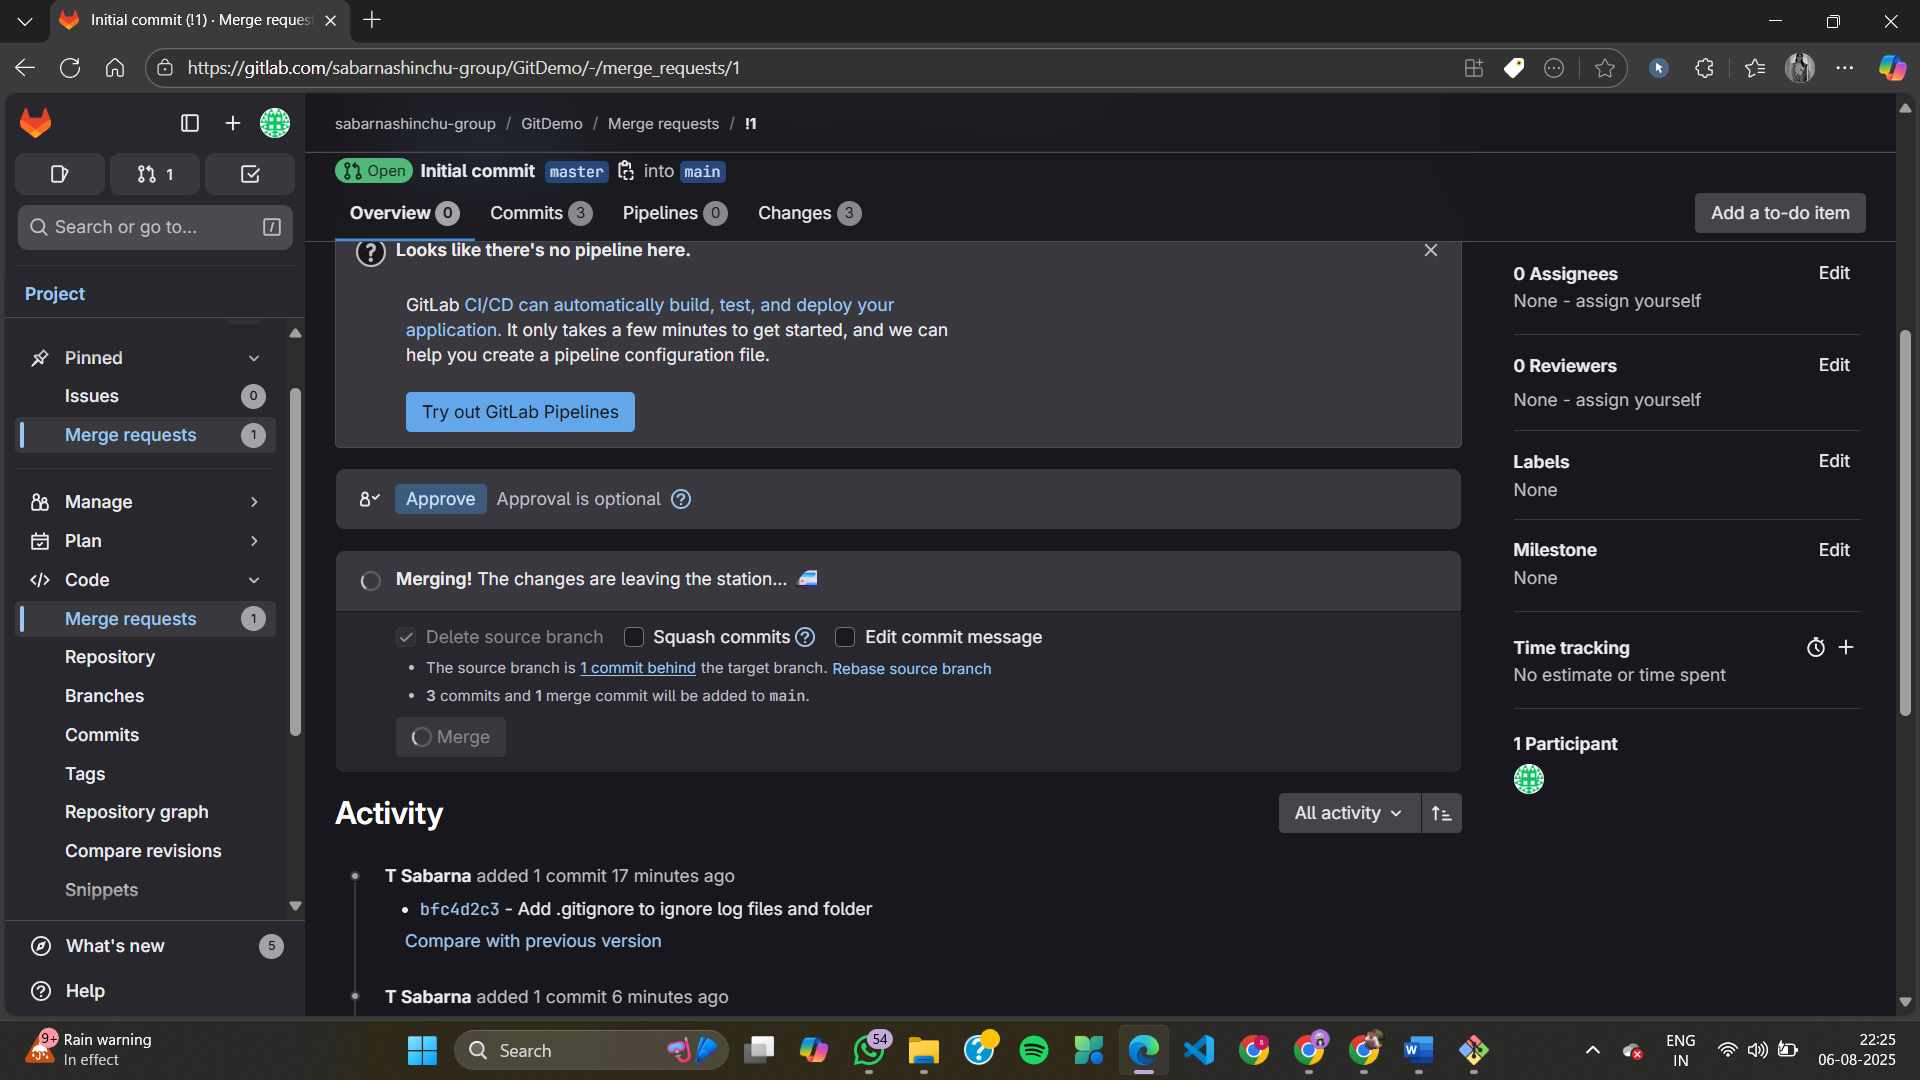 Initial commit (!1) · Merge reques
https://gitlab.com/sabarnashinchu-group/GitDemo/-/merge_requests/1
sabarnashinchu-group / GitDemo / Merge requests / !1
1
Open Initial commit master into main
Search or go to... /
Overview 0 Commits 3 Pipelines 0 Changes 3
Add a to-do item
Project
Pinned
Issues 0
Merge requests 1
Manage
Plan
Code
Merge requests 1
Repository
Branches
Commits
Tags
Repository graph
Compare revisions
Snippets
What's new 5
Help
Looks like there's no pipeline here.
GitLab CI/CD can automatically build, test, and deploy your
application. It only takes a few minutes to get started, and we can
help you create a pipeline configuration file.
Try out GitLab Pipelines
Approve Approval is optional
Merging! The changes are leaving the station...
Delete source branch Squash commits Edit commit message
• The source branch is 1 commit behind the target branch. Rebase source branch
• 3 commits and 1 merge commit will be added to main.
Merge
Activity
All activity
T Sabarna added 1 commit 17 minutes ago
• bfc4d2c3 - Add .gitignore to ignore log files and folder
Compare with previous version
T Sabarna added 1 commit 6 minutes ago
0 Assignees Edit
None - assign yourself
0 Reviewers Edit
None - assign yourself
Labels Edit
None
Milestone Edit
None
Time tracking
No estimate or time spent
1 Participant
9+
Rain warning
In effect
Search
54
ENG
IN
22:25
06-08-2025